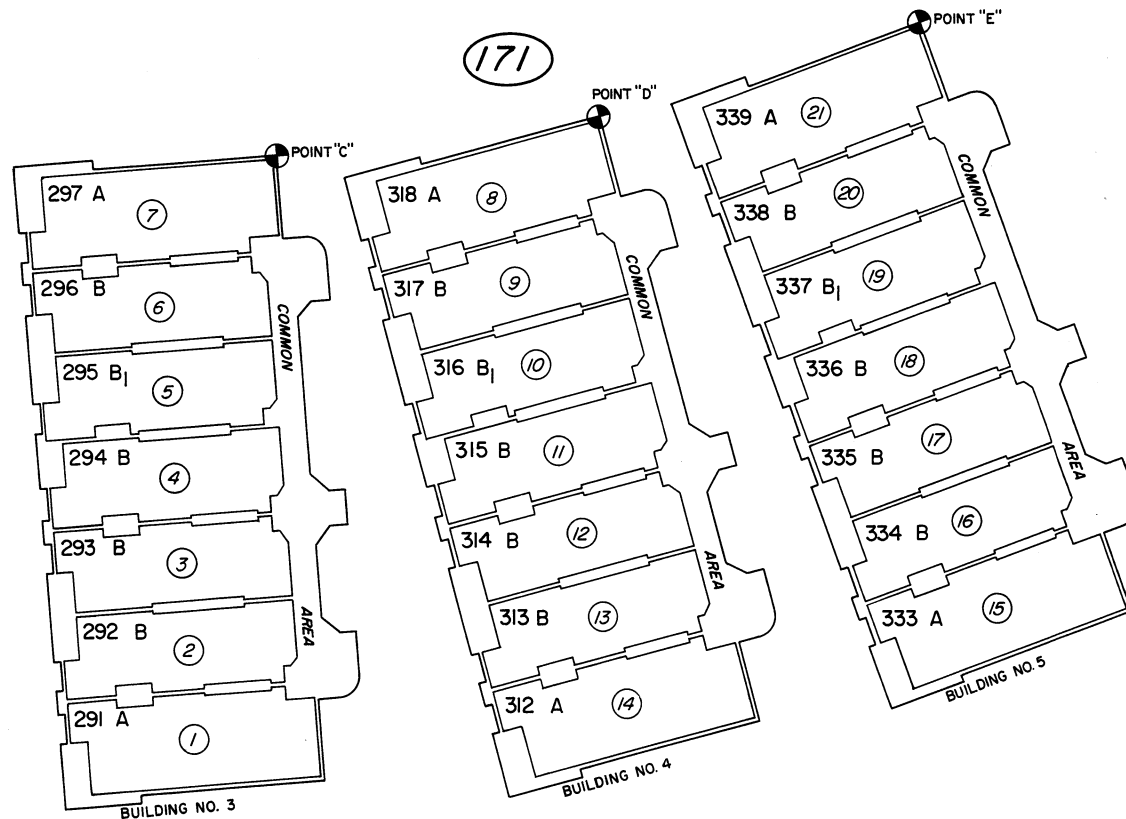 171
POINT "C"
297 A 7
296 B 6
295 B1 5
294 B 4
293 B 3
292 B 2
291 A 1
COMMON
AREA
BUILDING NO. 3
POINT "D"
318 A 8
317 B 9
316 B1 10
315 B 11
314 B 12
313 B 13
312 A 14
COMMON
AREA
BUILDING NO. 4
POINT "E"
339 A 21
338 B 20
337 B1 19
336 B 18
335 B 17
334 B 16
333 A 15
COMMON
AREA
BUILDING NO. 5